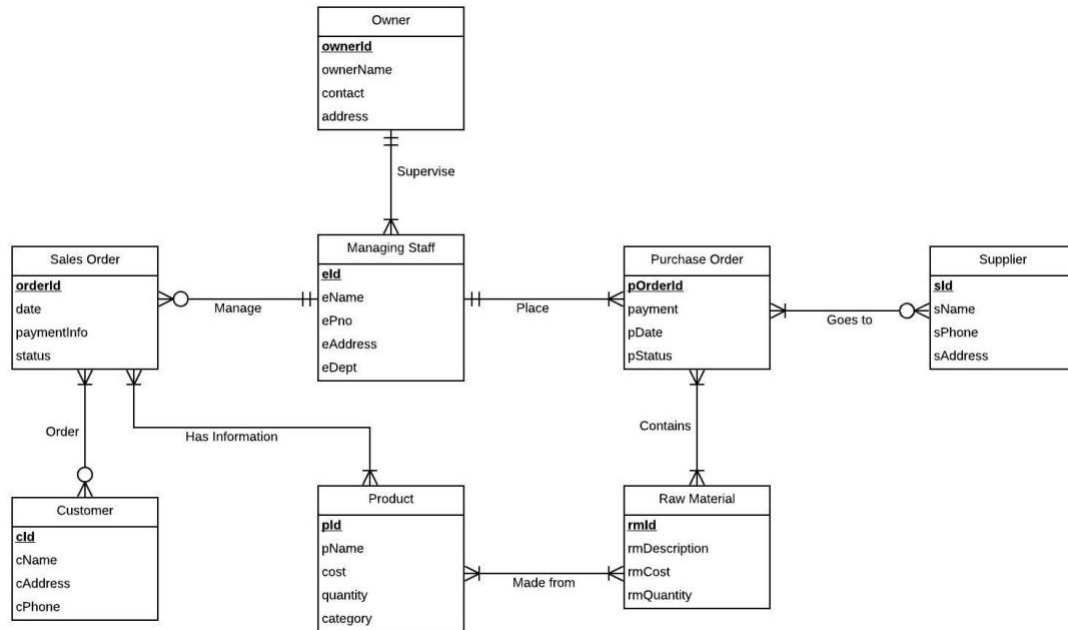 Owner
ownerId
ownerName
contact
address
Supervise
Sales Order
orderId
date
paymentInfo
status
Manage
Managing Staff
eId
eName
ePno
eAddress
eDept
Place
Purchase Order
pOrderId
payment
pDate
pStatus
Goes to
Supplier
sId
sName
sPhone
sAddress
Order
Has Information
Contains
Customer
cId
cName
cAddress
cPhone
Product
pId
pName
cost
quantity
category
Made from
Raw Material
rmId
rmDescription
rmCost
rmQuantity